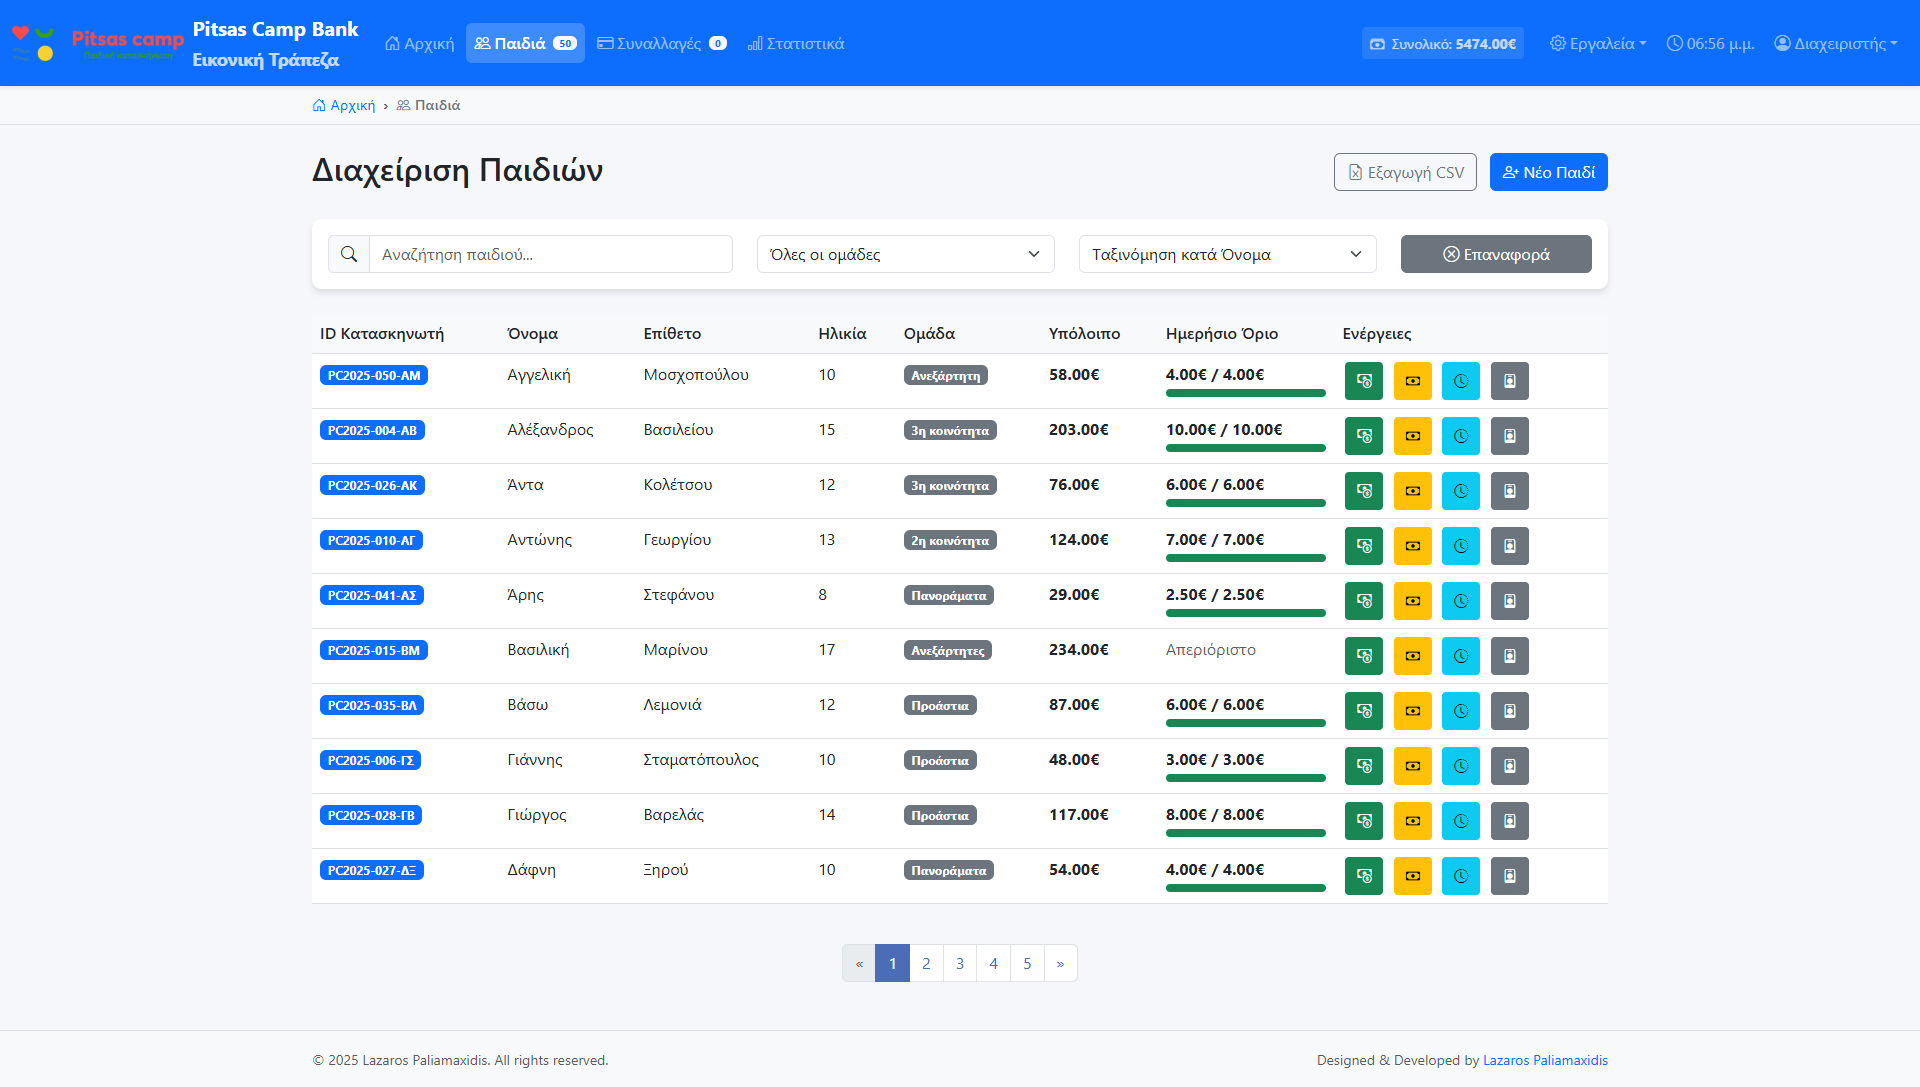 Pitsas camp
Pitsas Camp Bank
Εικονική Τράπεζα
Αρχική
Παιδιά 50
Συναλλαγές 0
Στατιστικά
Συνολικό: 5474.00€
Εργαλεία
06:56 μ.μ.
Διαχειριστής
Αρχική › Παιδιά
Διαχείριση Παιδιών
Εξαγωγή CSV
Νέο Παιδί
Αναζήτηση παιδιού...
Όλες οι ομάδες
Ταξινόμηση κατά Όνομα
Επαναφορά
ID Κατασκηνωτή Όνομα Επίθετο Ηλικία Ομάδα Υπόλοιπο Ημερήσιο Όριο Ενέργειες
PC2025-050-ΑΜ Αγγελική Μοσχοπούλου 10 Ανεξάρτητη 58.00€ 4.00€ / 4.00€
PC2025-004-ΑΒ Αλέξανδρος Βασιλείου 15 3η κοινότητα 203.00€ 10.00€ / 10.00€
PC2025-026-ΑΚ Άντα Κολέτσου 12 3η κοινότητα 76.00€ 6.00€ / 6.00€
PC2025-010-ΑΓ Αντώνης Γεωργίου 13 2η κοινότητα 124.00€ 7.00€ / 7.00€
PC2025-041-ΑΣ Άρης Στεφάνου 8 Πανοράματα 29.00€ 2.50€ / 2.50€
PC2025-015-ΒΜ Βασιλική Μαρίνου 17 Ανεξάρτητες 234.00€ Απεριόριστο
PC2025-035-ΒΛ Βάσω Λεμονιά 12 Προάστια 87.00€ 6.00€ / 6.00€
PC2025-006-ΓΣ Γιάννης Σταματόπουλος 10 Προάστια 48.00€ 3.00€ / 3.00€
PC2025-028-ΓΒ Γιώργος Βαρελάς 14 Προάστια 117.00€ 8.00€ / 8.00€
PC2025-027-ΔΞ Δάφνη Ξηρού 10 Πανοράματα 54.00€ 4.00€ / 4.00€
« 1 2 3 4 5 »
© 2025 Lazaros Paliamaxidis. All rights reserved.
Designed & Developed by Lazaros Paliamaxidis